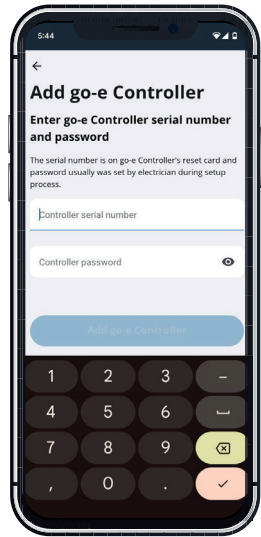 5:44
Add go-e Controller
Enter go-e Controller serial number
and password
The serial number is on go-e Controller's reset card and
password usually was set by electrician during setup
process.
Controller serial number
Controller password
Add go-e Controller
1 2 3 –
4 5 6
7 8 9
, 0 .